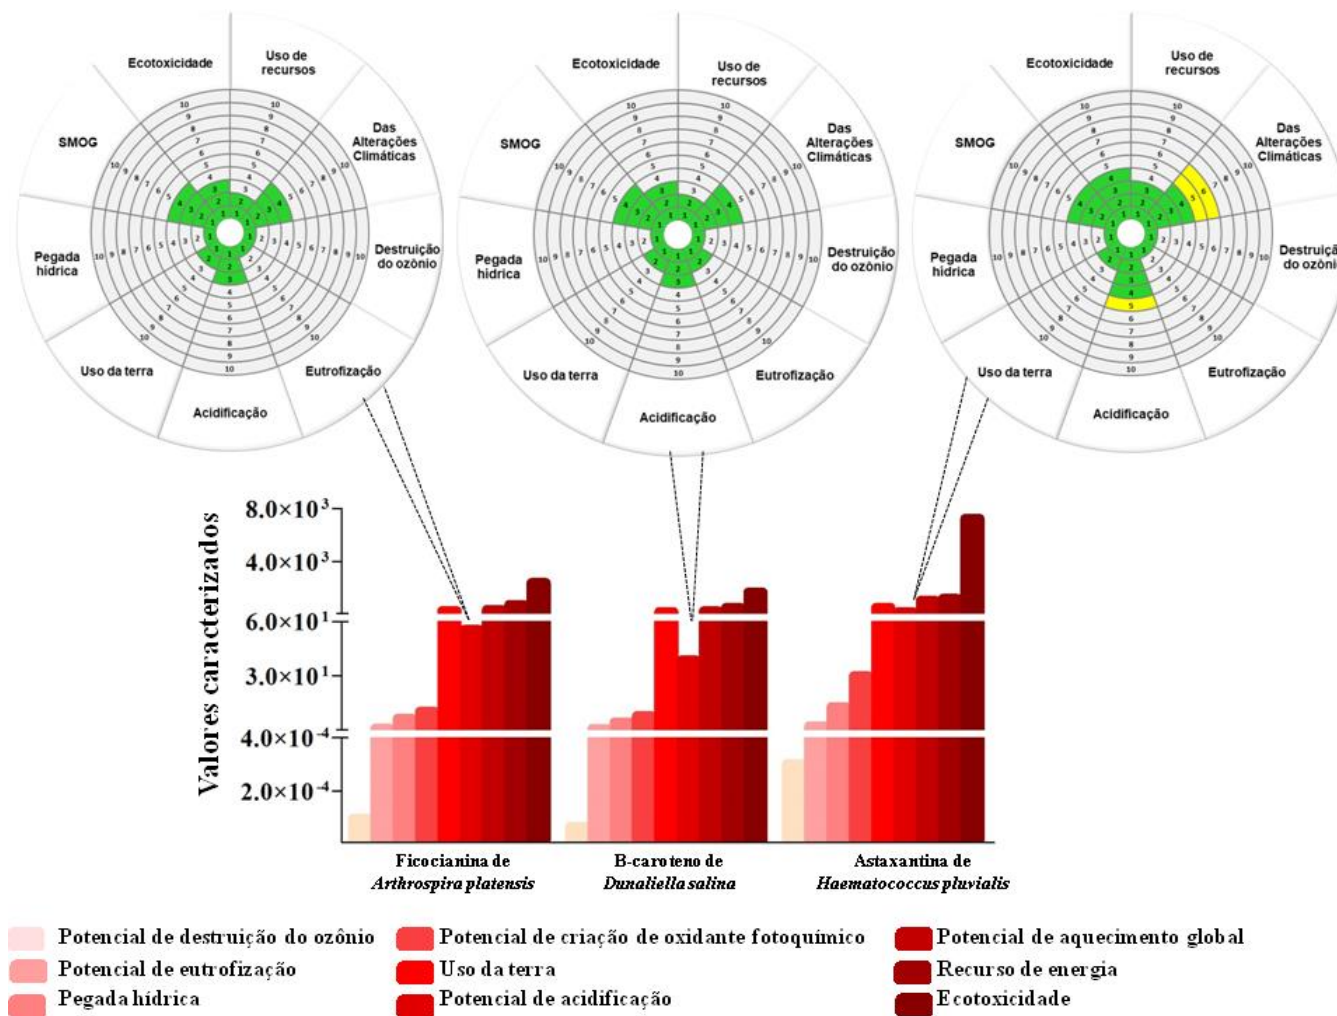 Ecotoxicidade
Uso de
recursos
SMOG
Das
Alterações
Climáticas
Pegada
hídrica
Destruição
do ozônio
Uso da terra
Eutrofização
Acidificação
Ecotoxicidade
Uso de
recursos
SMOG
Das
Alterações
Climáticas
Pegada
hídrica
Destruição
do ozônio
Uso da terra
Eutrofização
Acidificação
Ecotoxicidade
Uso de
recursos
SMOG
Das
Alterações
Climáticas
Pegada
hídrica
Destruição
do ozônio
Uso da terra
Eutrofização
Acidificação
Valores caracterizados
8.0×10³
4.0×10³
6.0×10¹
3.0×10¹
4.0×10⁻⁴
2.0×10⁻⁴
Ficocianina de
Arthrospira platensis
B-caroteno de
Dunaliella salina
Astaxantina de
Haematococcus pluvialis
Potencial de destruição do ozônio
Potencial de eutrofização
Pegada hídrica
Potencial de criação de oxidante fotoquímico
Uso da terra
Potencial de acidificação
Potencial de aquecimento global
Recurso de energia
Ecotoxicidade